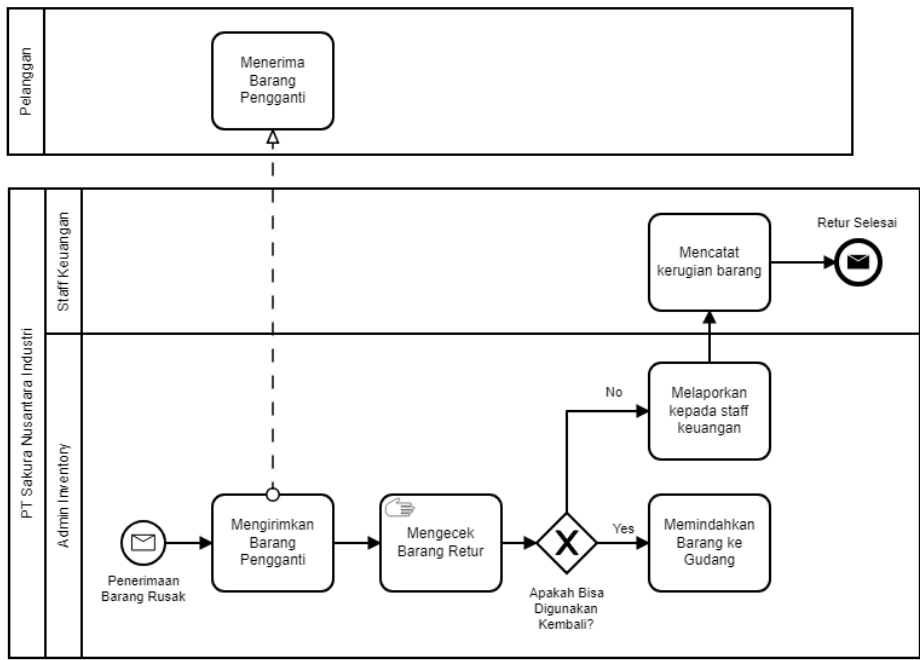 Pelanggan
Menerima
Barang
Pengganti
PT Sakura Nusantara Industri
Staff Keuangan
Mencatat
kerugian barang
Retur Selesai
Admin Inventory
Penerimaan
Barang Rusak
Mengirimkan
Barang
Pengganti
Mengecek
Barang Retur
Apakah Bisa
Digunakan
Kembali?
No
Melaporkan
kepada staff
keuangan
Yes
Memindahkan
Barang ke
Gudang